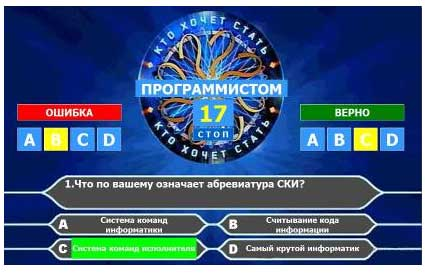 КТО ХОЧЕТ СТАТЬ
ПРОГРАММИСТОМ
17
СТОП
КТО ХОЧЕТ СТАТЬ
ОШИБКА
A B C D
ВЕРНО
A B C D
1.Что по вашему означает абревиатура СКИ?
A Система команд
информатики
B Считывание кода
информации
C Система команд исполнителя
D Самый крутой информатик